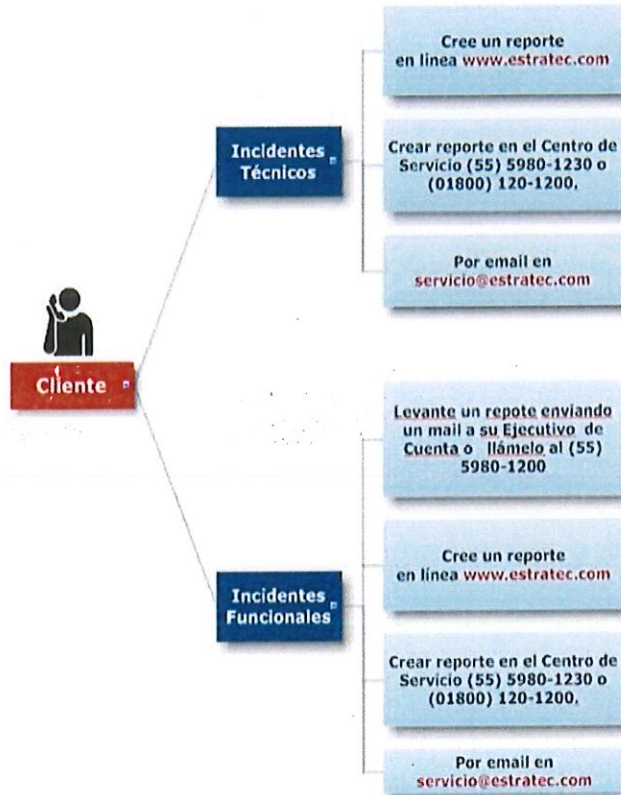 Cree un reporte
en línea www.estratec.com
Incidentes
Técnicos
Crear reporte en el Centro de
Servicio (55) 5980-1230 o
(01800) 120-1200.
Por email en
servicio@estratec.com
Cliente
Levante un repote enviando
un mail a su Ejecutivo de
Cuenta o llámelo al (55)
5980-1200
Cree un reporte
en línea www.estratec.com
Incidentes
Funcionales
Crear reporte en el Centro de
Servicio (55) 5980-1230 o
(01800) 120-1200.
Por email en
servicio@estratec.com